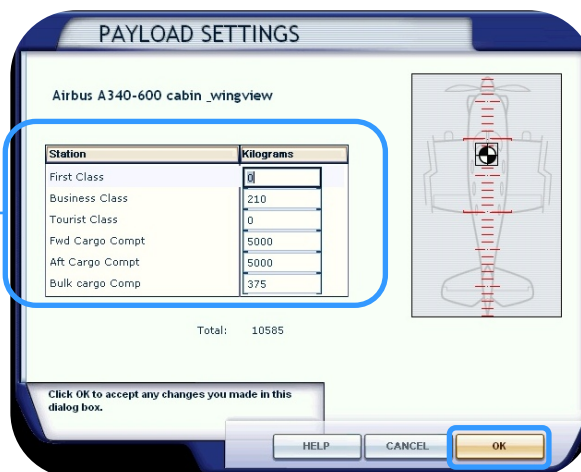 PAYLOAD SETTINGS
Airbus A340-600 cabin _wingview
Station Kilograms
First Class 0
Business Class 210
Tourist Class 0
Fwd Cargo Compt 5000
Aft Cargo Compt 5000
Bulk cargo Comp 375
Total: 10585
Click OK to accept any changes you made in this
dialog box.
HELP CANCEL OK